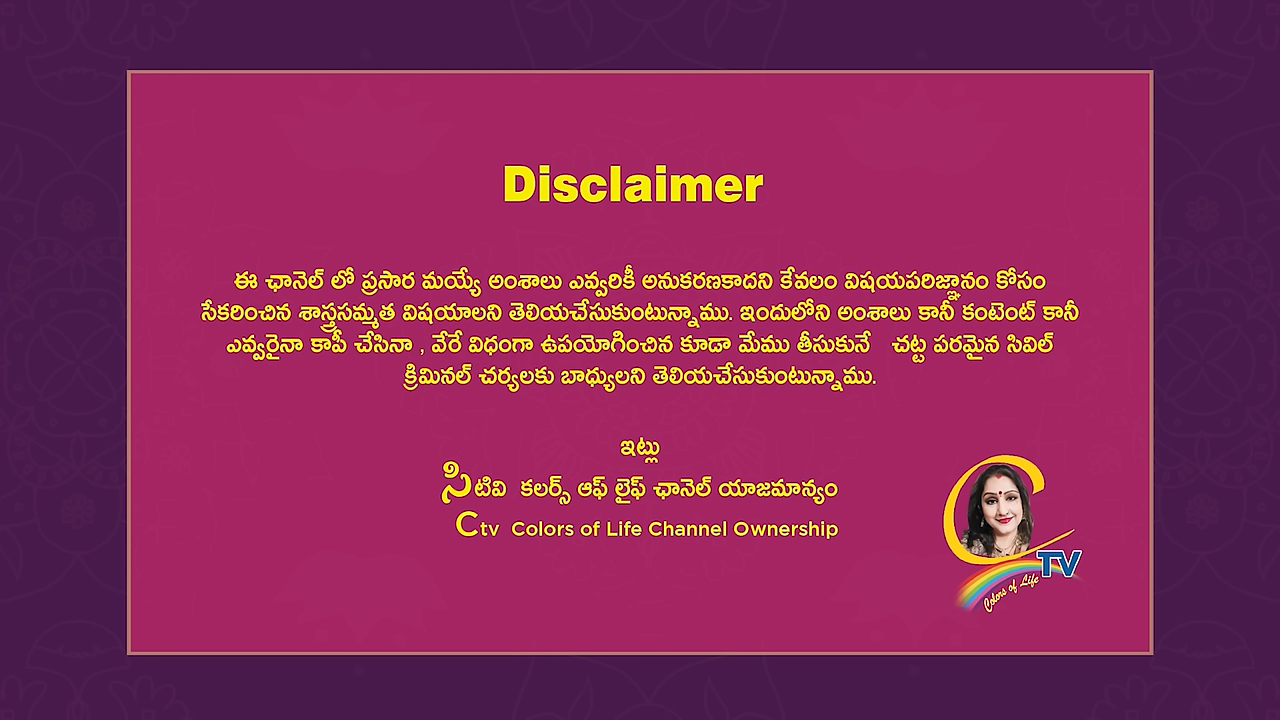 Disclaimer
ఈ ఛానెల్ లో ప్రసార మయ్యే అంశాలు ఎవ్వరికీ అనుకరణకాదని కేవలం విషయపరిజ్ఞానం కోసం
సేకరించిన శాస్త్రసమ్మత విషయాలని తెలియచేసుకుంటున్నాము. ఇందులోని అంశాలు కానీ కంటెంట్ కానీ
ఎవ్వరైనా కాపీ చేసినా , వేరే విధంగా ఉపయోగించిన కూడా మేము తీసుకునే చట్ట పరమైన సివిల్
క్రిమినల్ చర్యలకు బాధ్యులని తెలియచేసుకుంటున్నాము.
ఇట్లు
సిటివి కలర్స్ ఆఫ్ లైఫ్ ఛానెల్ యాజమాన్యం
Ctv Colors of Life Channel Ownership
C TV
Colors of Life